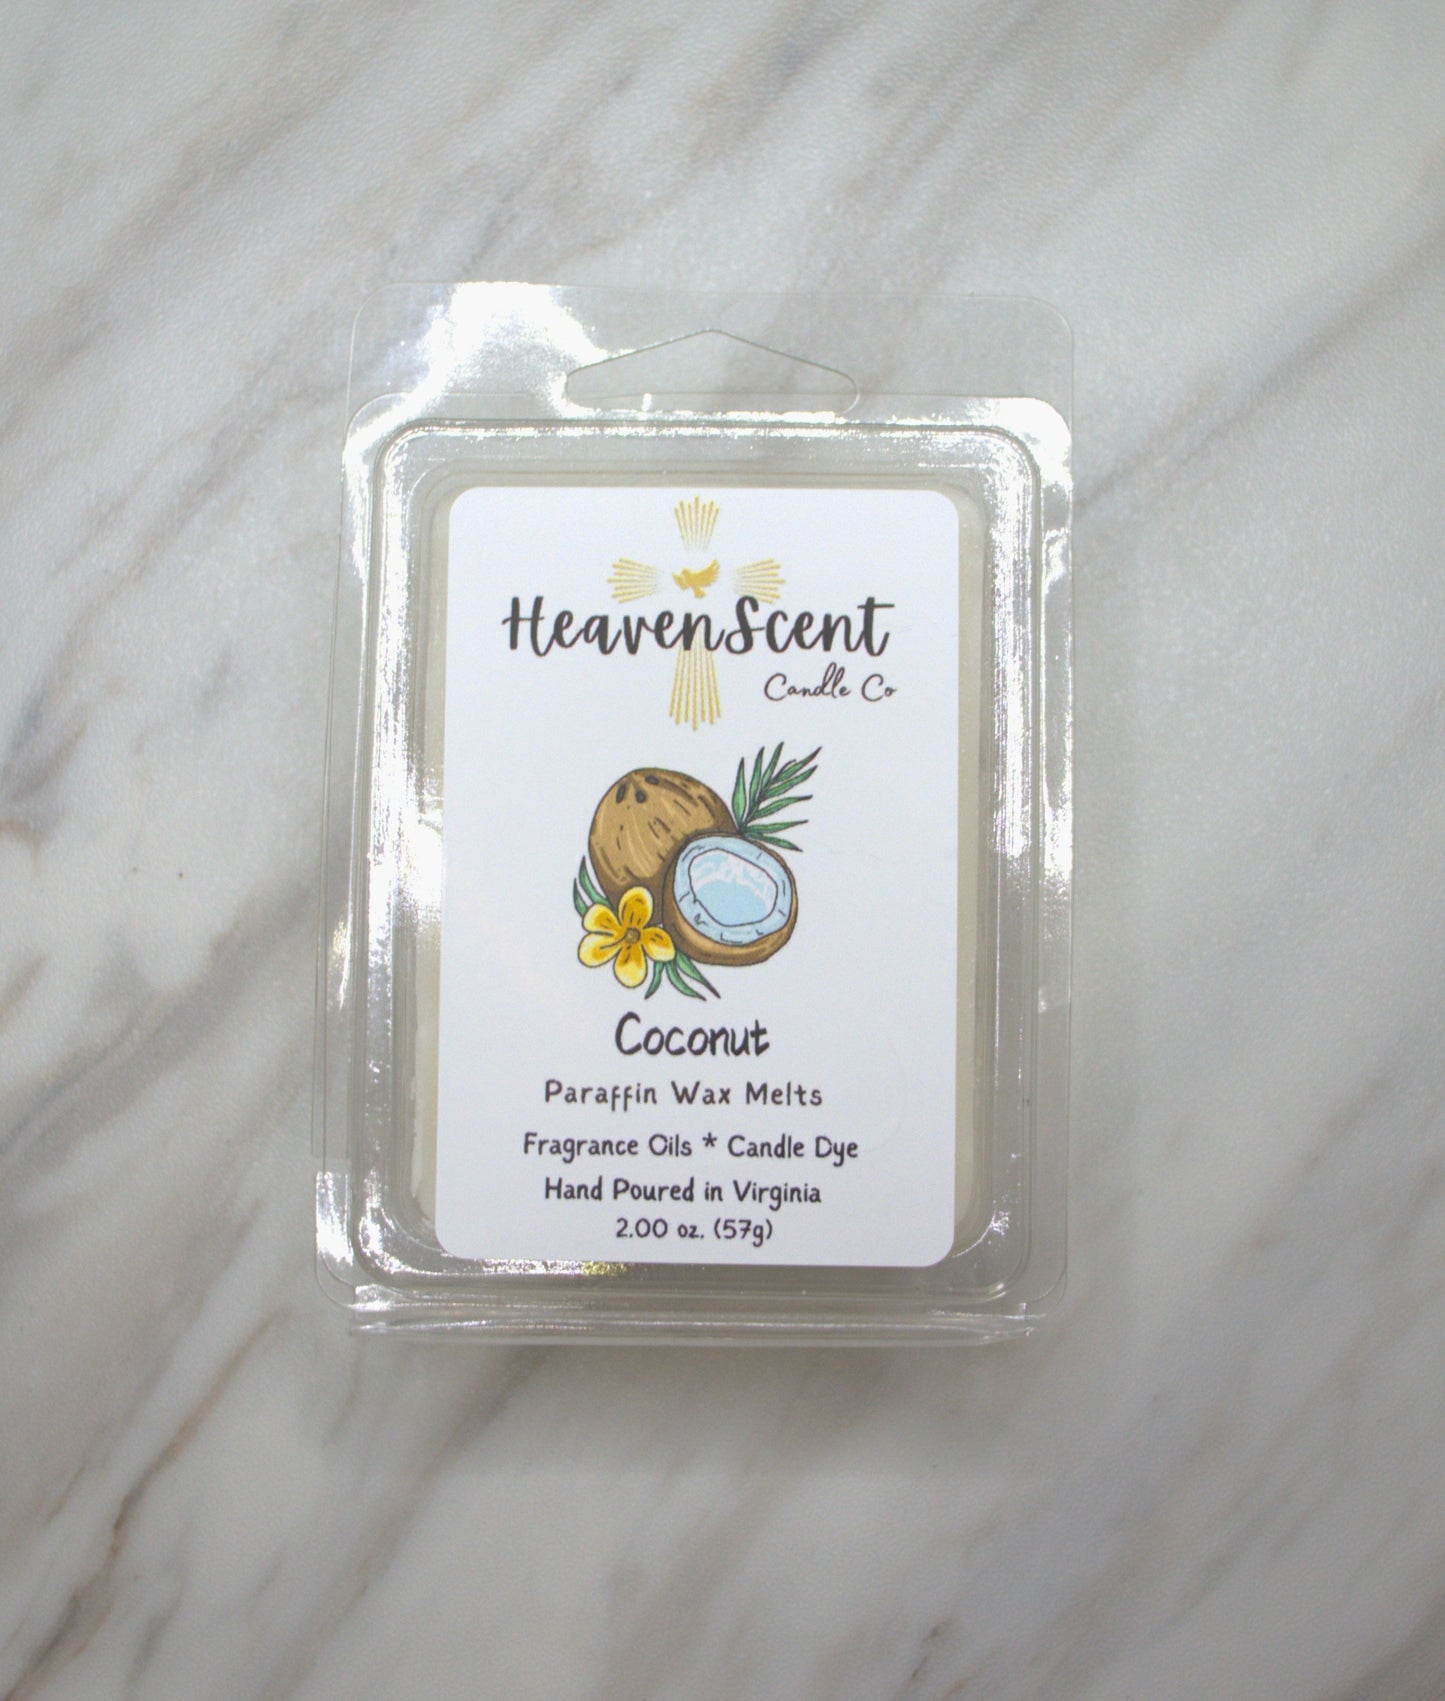 HeavenScent
Candle Co
Coconut
Paraffin Wax Melts
Fragrance Oils * Candle Dye
Hand Poured in Virginia
2.00 oz. (57g)